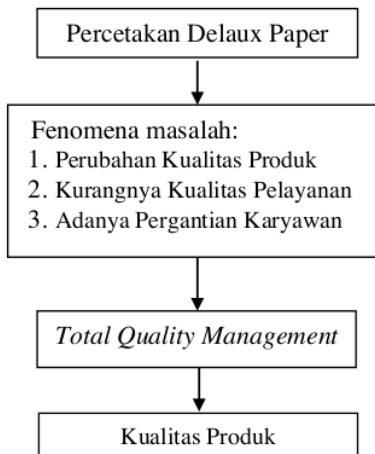 Percetakan Delaux Paper
Fenomena masalah:
1. Perubahan Kualitas Produk
2. Kurangnya Kualitas Pelayanan
3. Adanya Pergantian Karyawan
Total Quality Management
Kualitas Produk